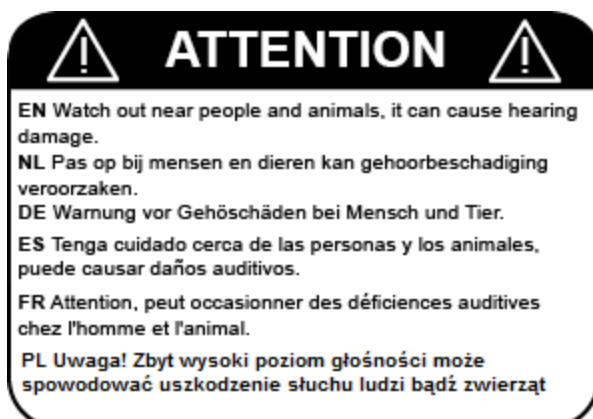 ATTENTION
EN Watch out near people and animals, it can cause hearing
damage.
NL Pas op bij mensen en dieren kan gehoorbeschadiging
veroorzaken.
DE Warnung vor Gehöschäden bei Mensch und Tier.
ES Tenga cuidado cerca de las personas y los animales,
puede causar daños auditivos.
FR Attention, peut occasionner des déficiences auditives
chez l'homme et l'animal.
PL Uwaga! Zbyt wysoki poziom głośności może
spowodować uszkodzenie słuchu ludzi bądź zwierząt